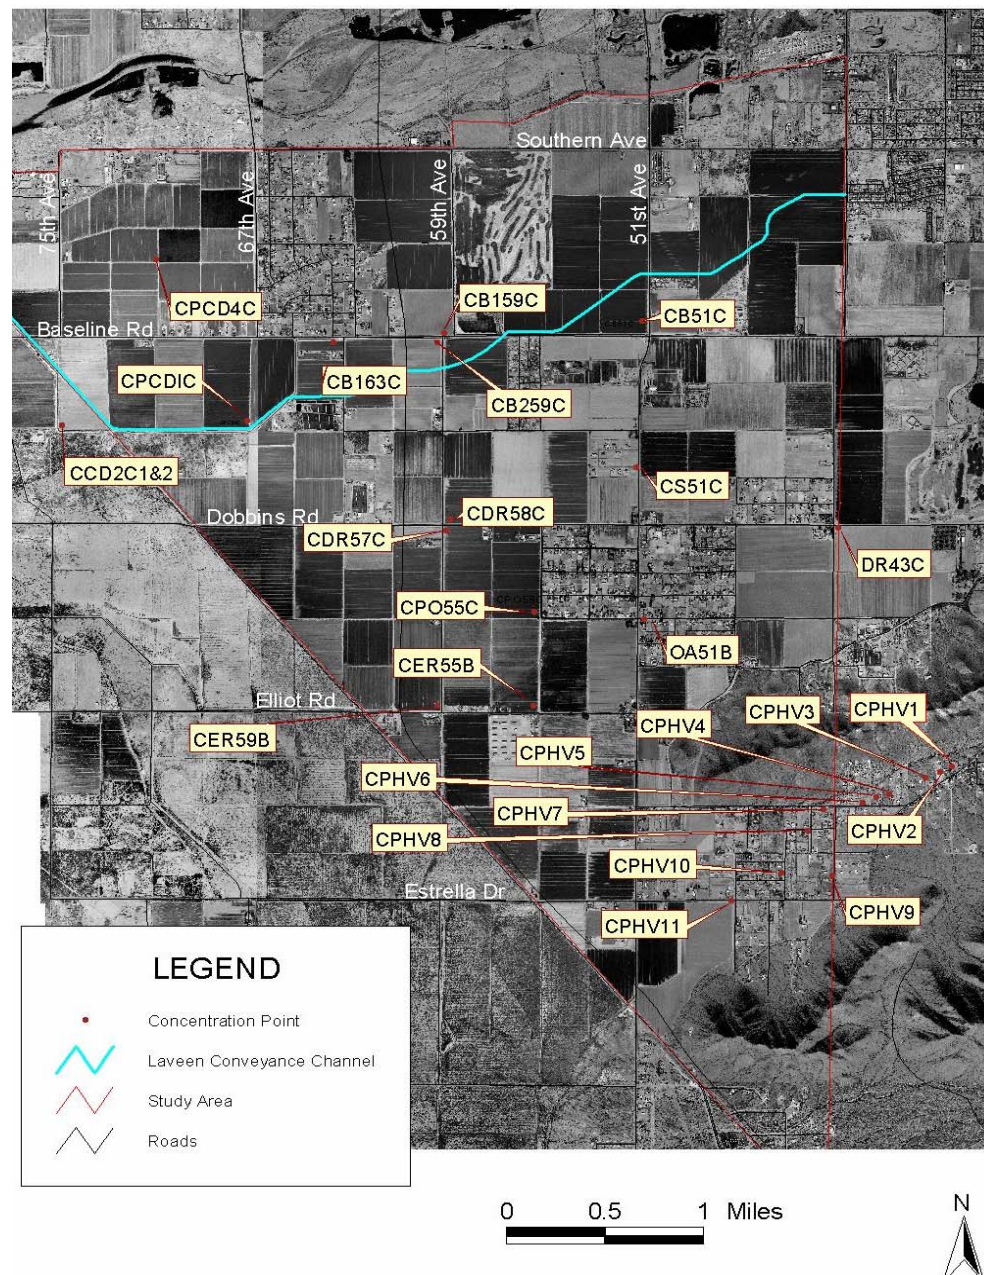 Southern Ave
75th Ave
67th Ave
59th Ave
51st Ave
CPCD4C
CB159C
CB51C
Baseline Rd
CPCDIC
CB163C
CB259C
CCD2C1&2
CS51C
Dobbins Rd
CDR58C
CDR57C
DR43C
CPO55C
OA51B
CER55B
Elliot Rd
CER59B
CPHV4
CPHV3
CPHV1
CPHV5
CPHV6
CPHV7
CPHV2
CPHV8
CPHV10
Estrella Dr
CPHV11
CPHV9
LEGEND
Concentration Point
Laveen Conveyance Channel
Study Area
Roads
0 0.5 1 Miles
N